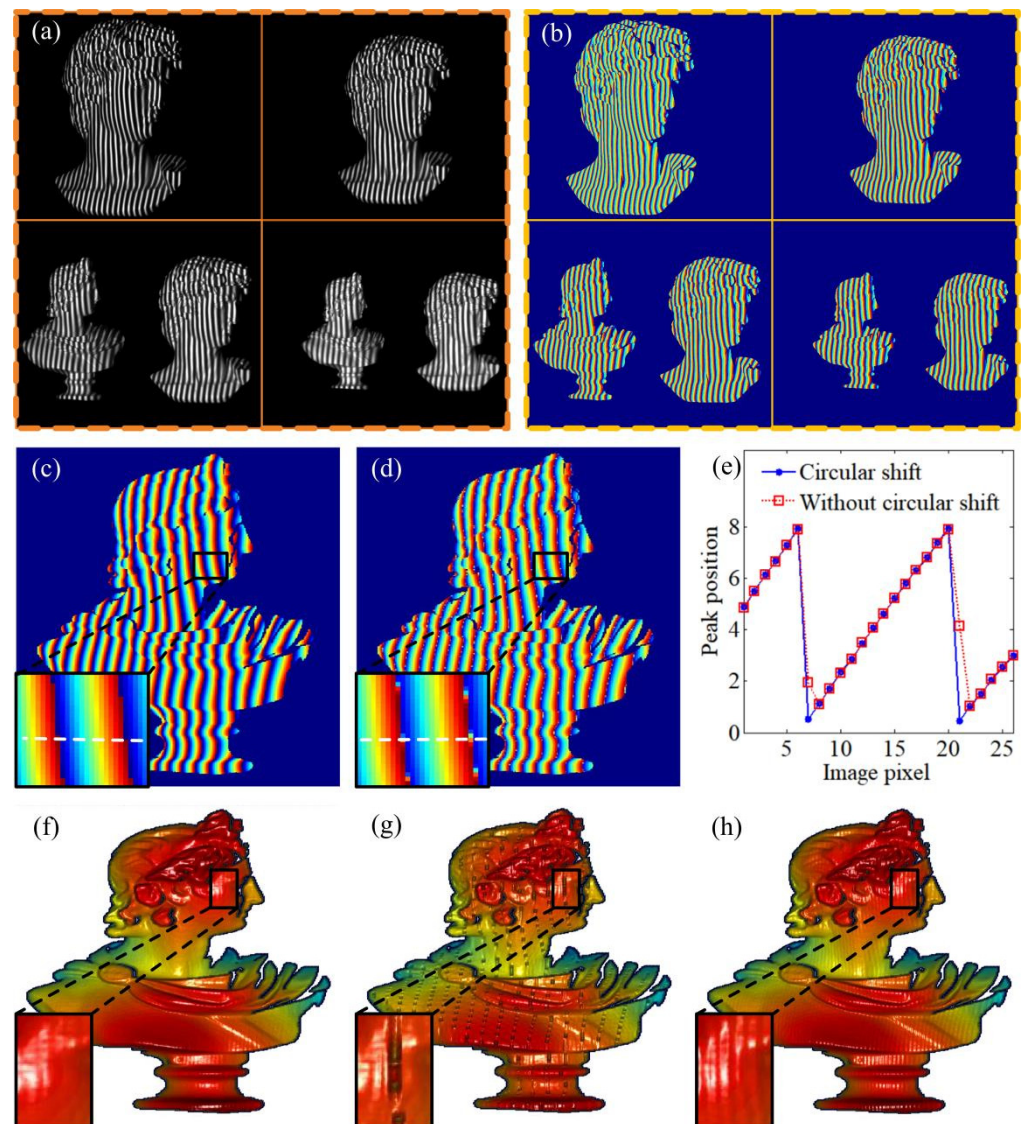 (a)
(b)
(c)
(d)
(e)
Circular shift
Without circular shift
8
6
4
2
0
Peak position
5
10
15
20
25
Image pixel
(f)
(g)
(h)